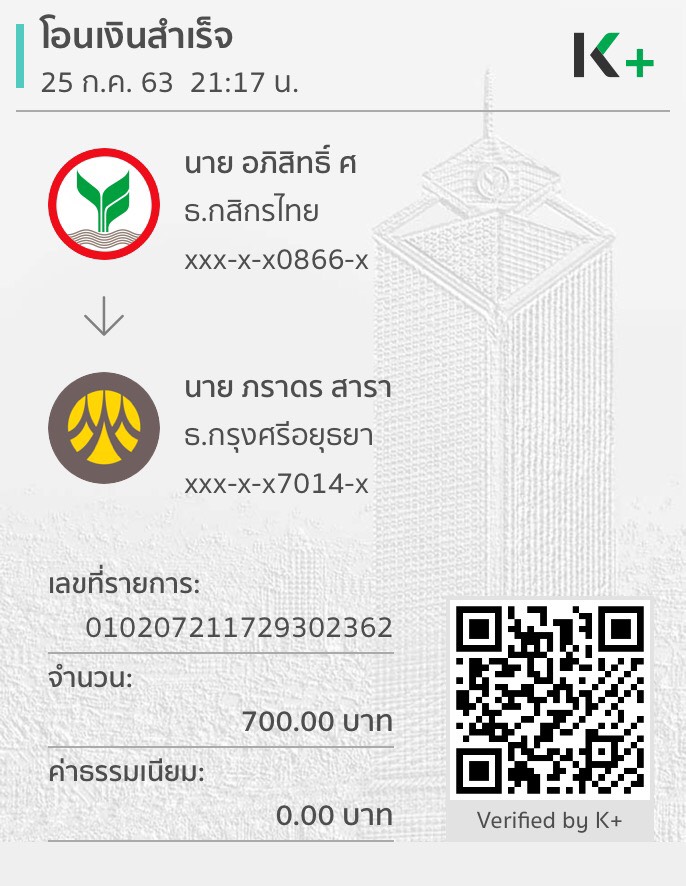 โอนเงินสำเร็จ
25 ก.ค. 63 21:17 น.
K+
นาย อภิสิทธิ์ ศ
ธ.กสิกรไทย
xxx-x-x0866-x
นาย ภราดร สารา
ธ.กรุงศรีอยุธยา
xxx-x-x7014-x
เลขที่รายการ:
010207211729302362
จำนวน:
700.00 บาท
ค่าธรรมเนียม:
0.00 บาท
Verified by K+